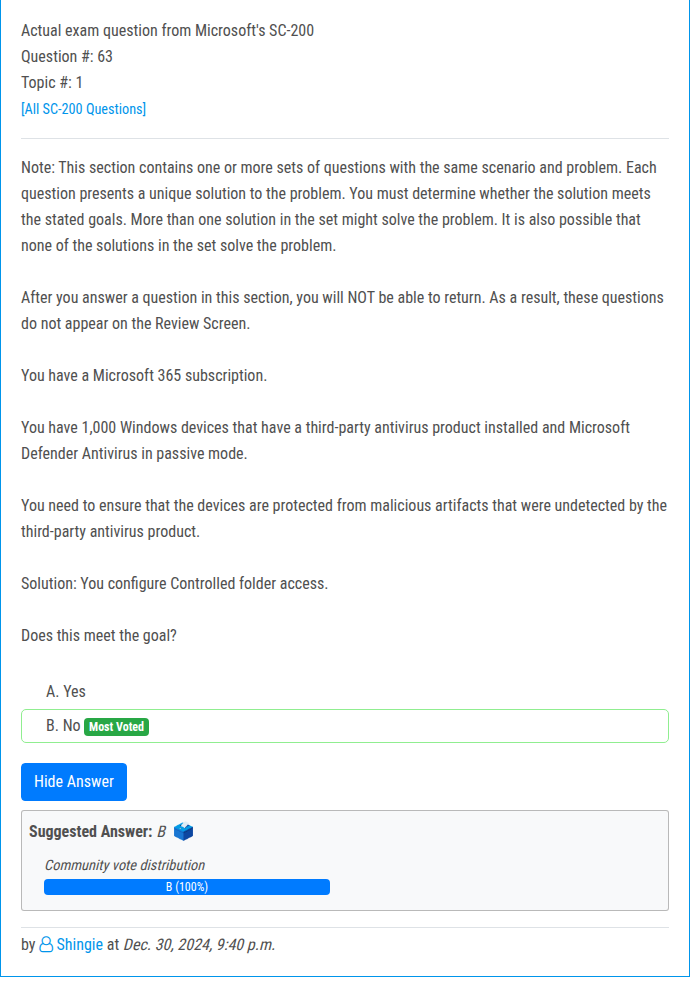 Actual exam question from Microsoft's SC-200
Question #: 63
Topic #: 1
[All SC-200 Questions]
Note: This section contains one or more sets of questions with the same scenario and problem. Each
question presents a unique solution to the problem. You must determine whether the solution meets
the stated goals. More than one solution in the set might solve the problem. It is also possible that
none of the solutions in the set solve the problem.
After you answer a question in this section, you will NOT be able to return. As a result, these questions
do not appear on the Review Screen.
You have a Microsoft 365 subscription.
You have 1,000 Windows devices that have a third-party antivirus product installed and Microsoft
Defender Antivirus in passive mode.
You need to ensure that the devices are protected from malicious artifacts that were undetected by the
third-party antivirus product.
Solution: You configure Controlled folder access.
Does this meet the goal?
A. Yes
B. No Most Voted
Hide Answer
Suggested Answer: B
Community vote distribution
B (100%)
by Shingie at Dec. 30, 2024, 9:40 p.m.